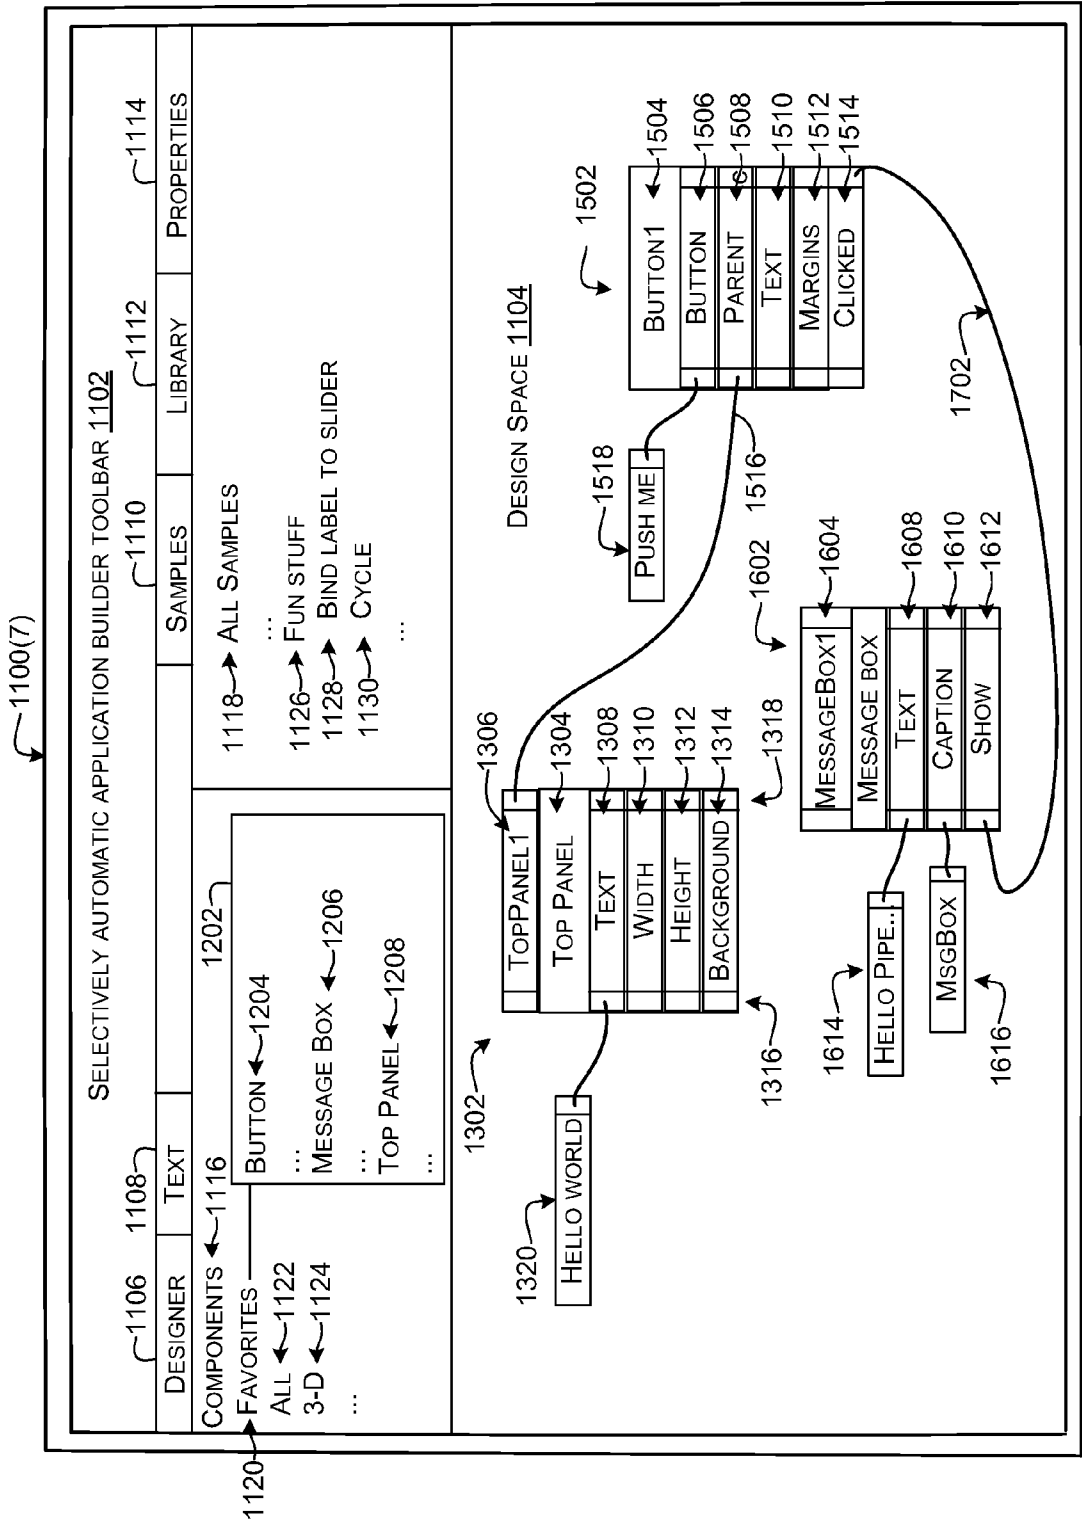 1100(7)
SELECTIVELY AUTOMATIC APPLICATION BUILDER TOOLBAR 1102
1106
1108
1110
1112
1114
DESIGNER
TEXT
SAMPLES
LIBRARY
PROPERTIES
COMPONENTS 1116
1120
FAVORITES
ALL 1122
3-D 1124
...
1202
BUTTON 1204
...
MESSAGE BOX 1206
...
TOP PANEL 1208
...
1118 ALL SAMPLES
...
1126 FUN STUFF
1128 BIND LABEL TO SLIDER
1130 CYCLE
...
DESIGN SPACE 1104
1302
1320
HELLO WORLD
TOPPANEL1 1306
TOP PANEL 1304
TEXT 1308
WIDTH 1310
HEIGHT 1312
BACKGROUND 1314
1316
1318
1502
1518
PUSH ME
1516
BUTTON1 1504
BUTTON 1506
PARENT C 1508
TEXT 1510
MARGINS 1512
CLICKED 1514
1702
1602
MESSAGEBOX1 1604
MESSAGE BOX
TEXT 1608
CAPTION 1610
SHOW 1612
1614
HELLO PIPE...
MSGBOX
1616